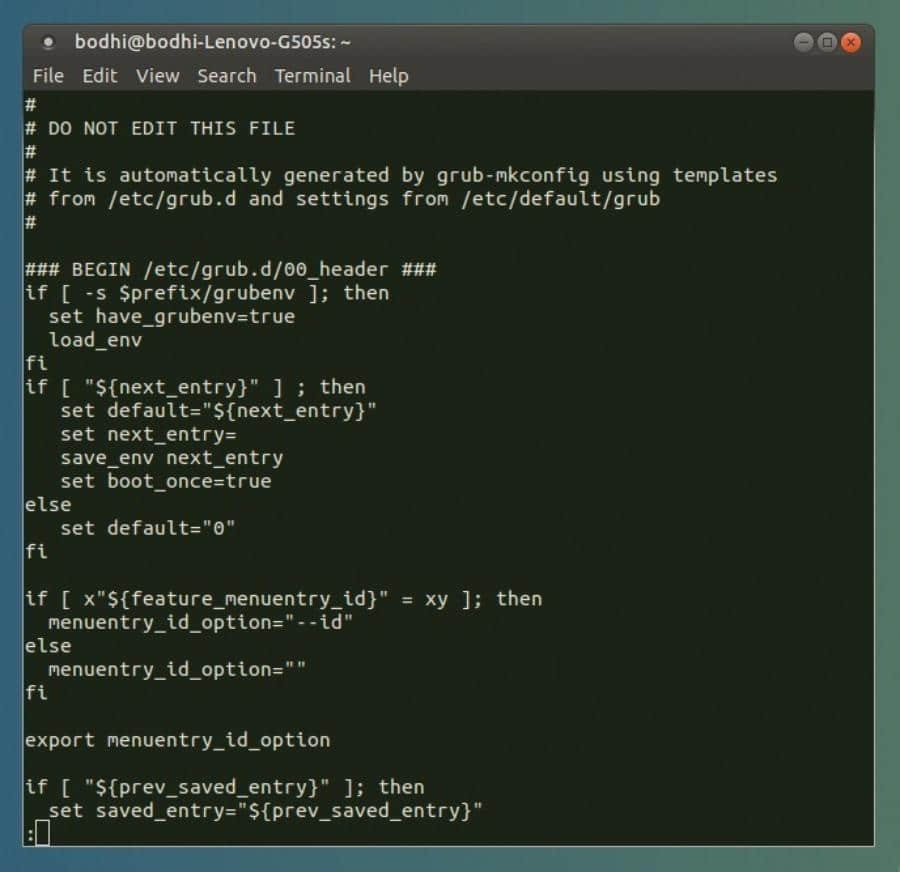 bodhi@bodhi-Lenovo-G505s: ~
File Edit View Search Terminal Help
#
# DO NOT EDIT THIS FILE
#
# It is automatically generated by grub-mkconfig using templates
# from /etc/grub.d and settings from /etc/default/grub
#

### BEGIN /etc/grub.d/00_header ###
if [ -s $prefix/grubenv ]; then
  set have_grubenv=true
  load_env
fi
if [ "${next_entry}" ] ; then
   set default="${next_entry}"
   set next_entry=
   save_env next_entry
   set boot_once=true
else
   set default="0"
fi

if [ x"${feature_menuentry_id}" = xy ]; then
  menuentry_id_option="--id"
else
  menuentry_id_option=""
fi

export menuentry_id_option

if [ "${prev_saved_entry}" ]; then
  set saved_entry="${prev_saved_entry}"
: